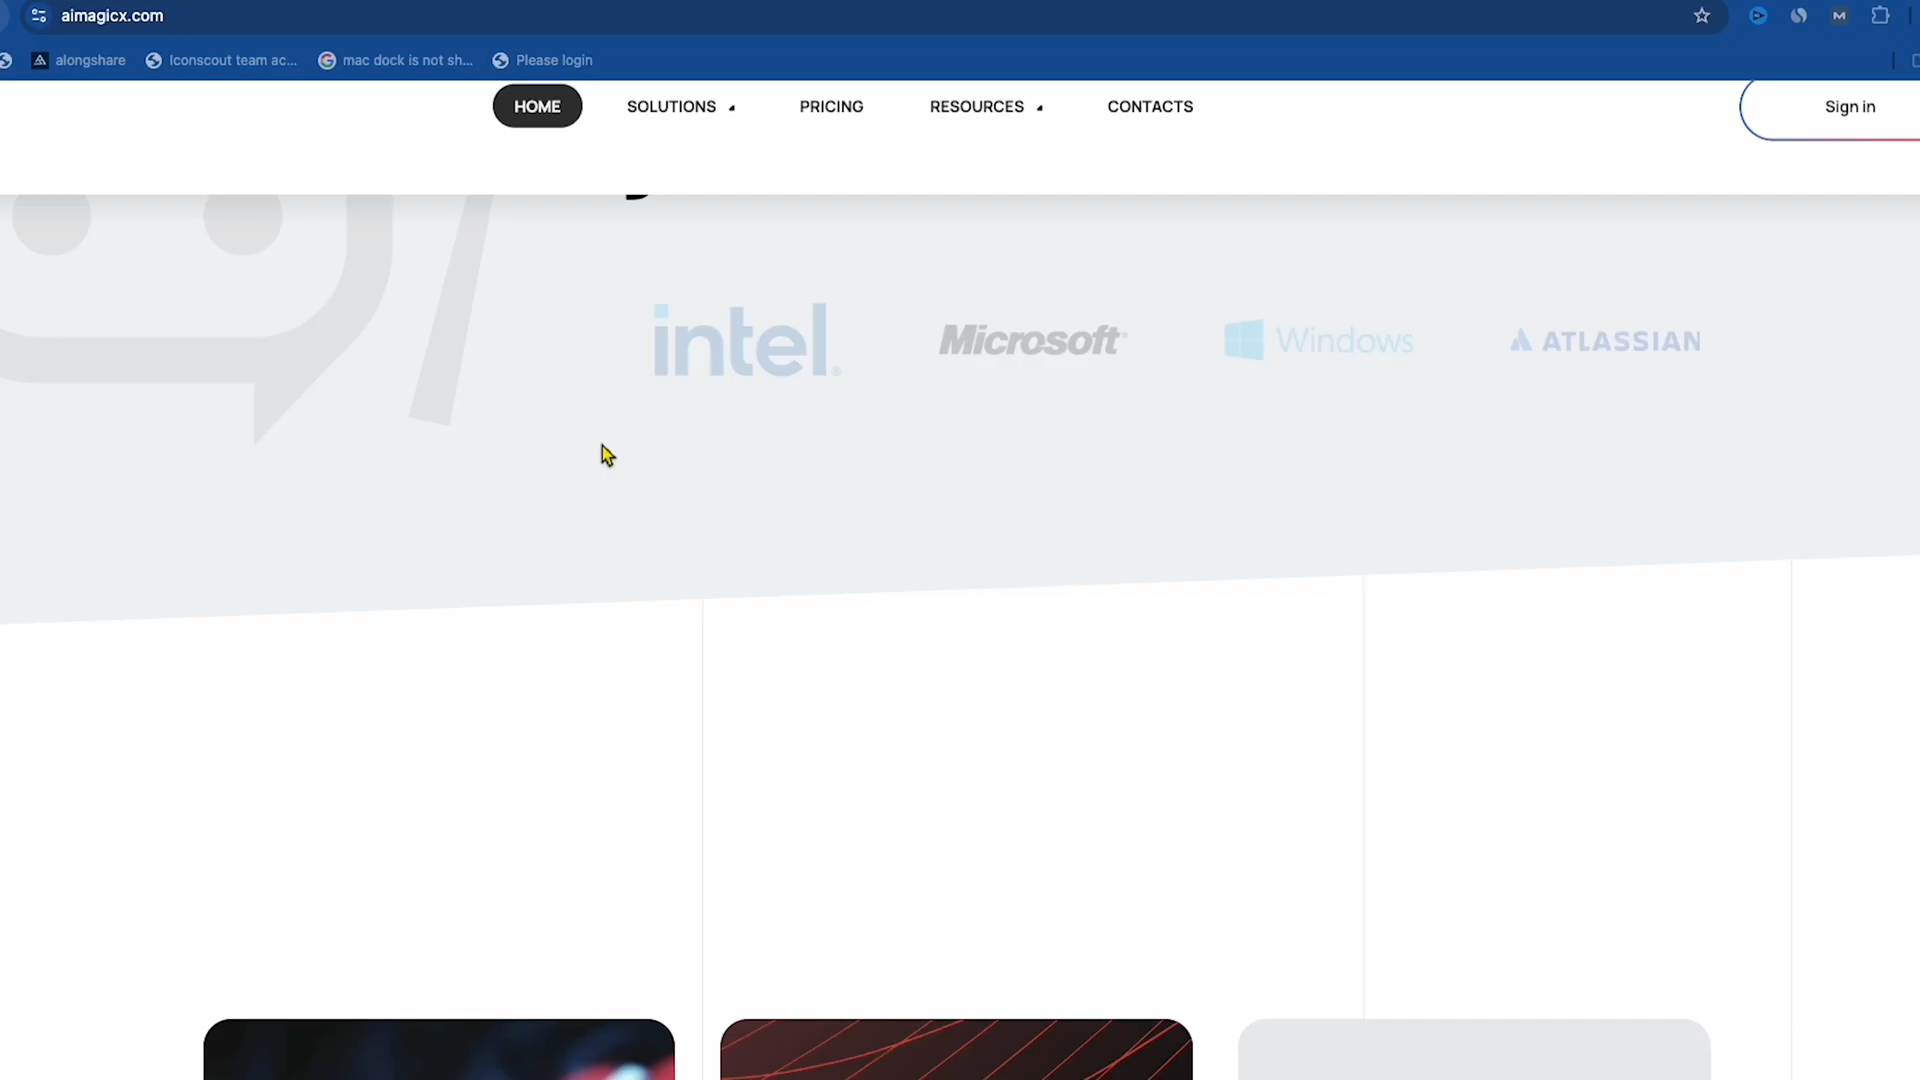 aimagicx.com
alongshare
Iconscout team ac...
mac dock is not sh...
Please login
HOME
SOLUTIONS
PRICING
RESOURCES
CONTACTS
Sign in
intel.
Microsoft
Windows
ATLASSIAN